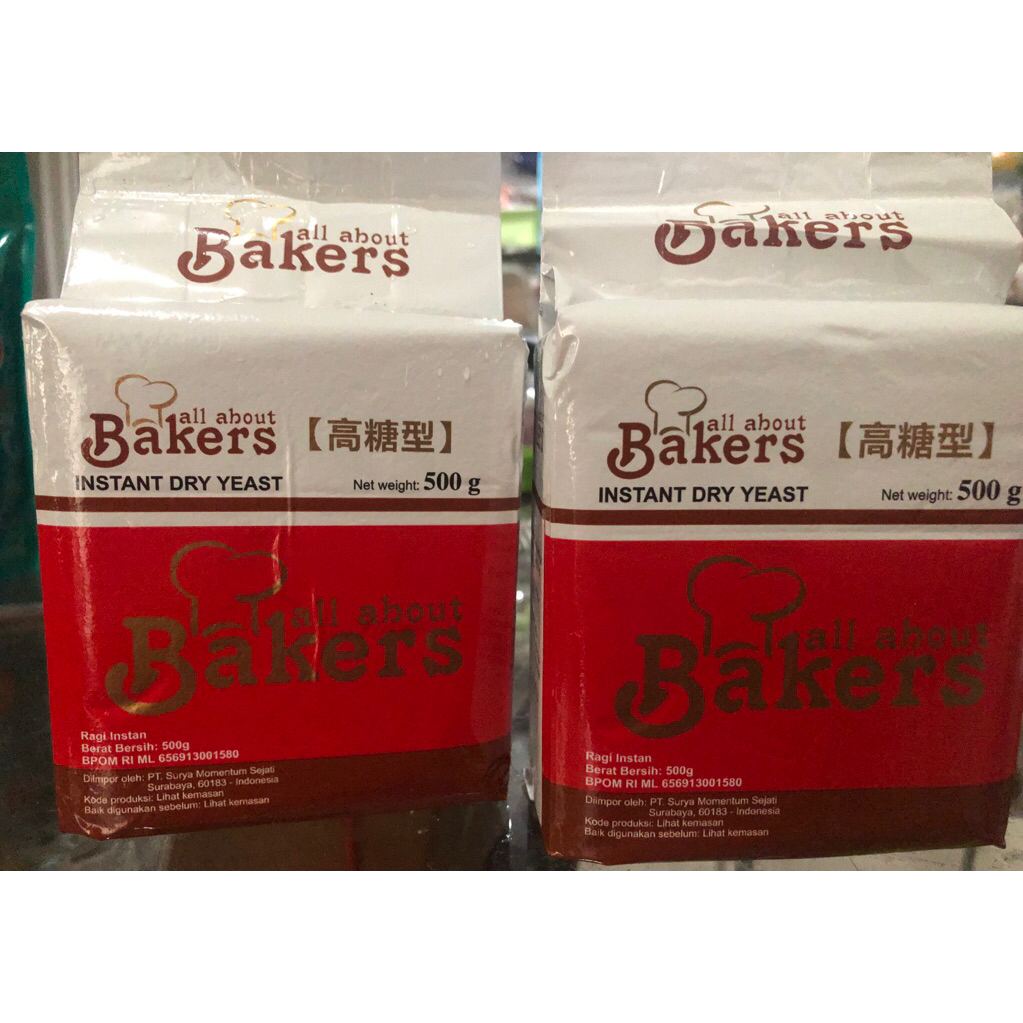 all about
Bakers
all about
Bakers
【高糖型】
INSTANT DRY YEAST
Net weight: 500 g
all about
Bakers
Ragi Instan
Berat Bersih: 500g
BPOM RI ML 656913001580
Diimpor oleh: PT. Surya Momentum Sejati
Surabaya, 60183 - Indonesia
Kode produksi: Lihat kemasan
Baik digunakan sebelum: Lihat kemasan
all about
Bakers
all about
Bakers
【高糖型】
INSTANT DRY YEAST
Net weight: 500 g
all about
Bakers
Ragi Instan
Berat Bersih: 500g
BPOM RI ML 656913001580
Diimpor oleh: PT. Surya Momentum Sejati
Surabaya, 60183 - Indonesia
Kode produksi: Lihat kemasan
Baik digunakan sebelum: Lihat kemasan